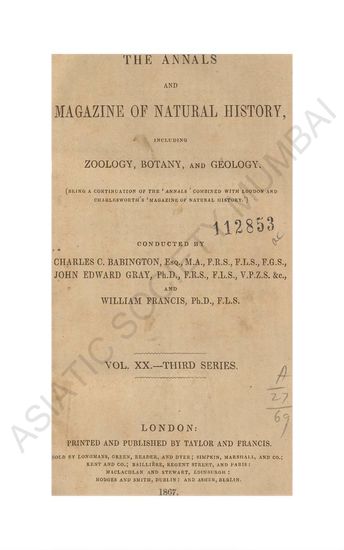 THE ANNALS
AND
MAGAZINE OF NATURAL HISTORY,
INCLUDING
ZOOLOGY, BOTANY, AND GEOLOGY.
(BEING A CONTINUATION OF THE 'ANNALS' COMBINED WITH LOUDON AND
CHARLESWORTH'S 'MAGAZINE OF NATURAL HISTORY.')
112853
CONDUCTED BY
CHARLES C. BABINGTON, ESQ., M.A., F.R.S., F.L.S., F.G.S.,
JOHN EDWARD GRAY, Ph.D., F.R.S., F.L.S., V.P.Z.S. &c.,
AND
WILLIAM FRANCIS, Ph.D., F.L.S.
VOL. XX.—THIRD SERIES.
A
27
69
LONDON:
PRINTED AND PUBLISHED BY TAYLOR AND FRANCIS.
SOLD BY LONGMANS, GREEN, READER, AND DYER; SIMPKIN, MARSHALL, AND CO.;
KENT AND CO.; BAILLIÈRE, REGENT STREET, AND PARIS:
MACLACHLAN AND STEWART, EDINBURGH:
HODGES AND SMITH, DUBLIN: AND ASHER, BERLIN.
1867.
ASIATIC SOCIETY MUMBAI